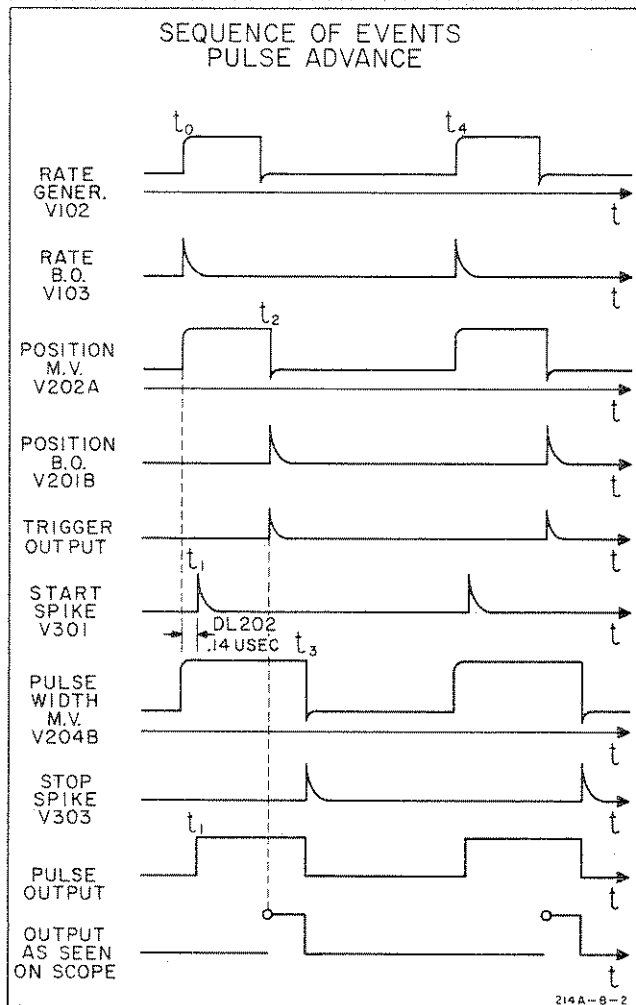 SEQUENCE OF EVENTS
PULSE ADVANCE
t0
t4
RATE
GENER.
V102
t
RATE
B.O.
V103
t
t2
POSITION
M.V.
V202A
t
POSITION
B.O.
V201B
t
TRIGGER
OUTPUT
t
t1
START
SPIKE
V301
t
DL202
.14 USEC
t3
PULSE
WIDTH
M.V.
V204B
t
STOP
SPIKE
V303
t
t1
PULSE
OUTPUT
t
OUTPUT
AS SEEN
ON SCOPE
t
214A-B-2